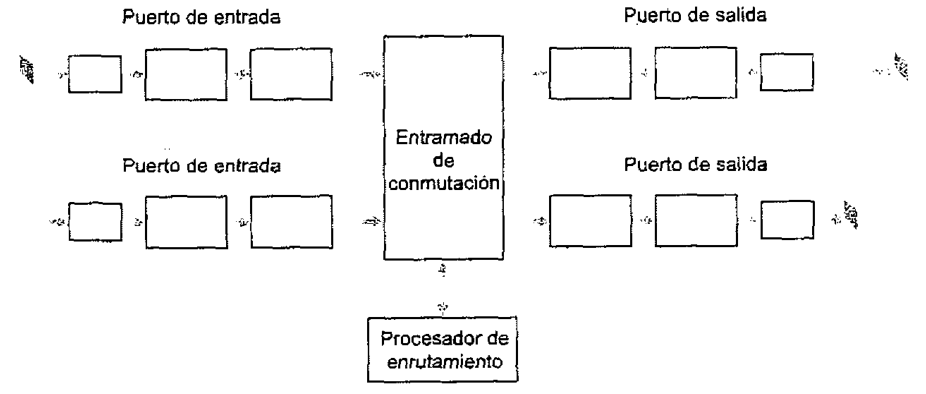 Puerto de entrada
Puerto de salida
Entramado
de
conmutación
Puerto de entrada
Puerto de salida
Procesador de
enrutamiento